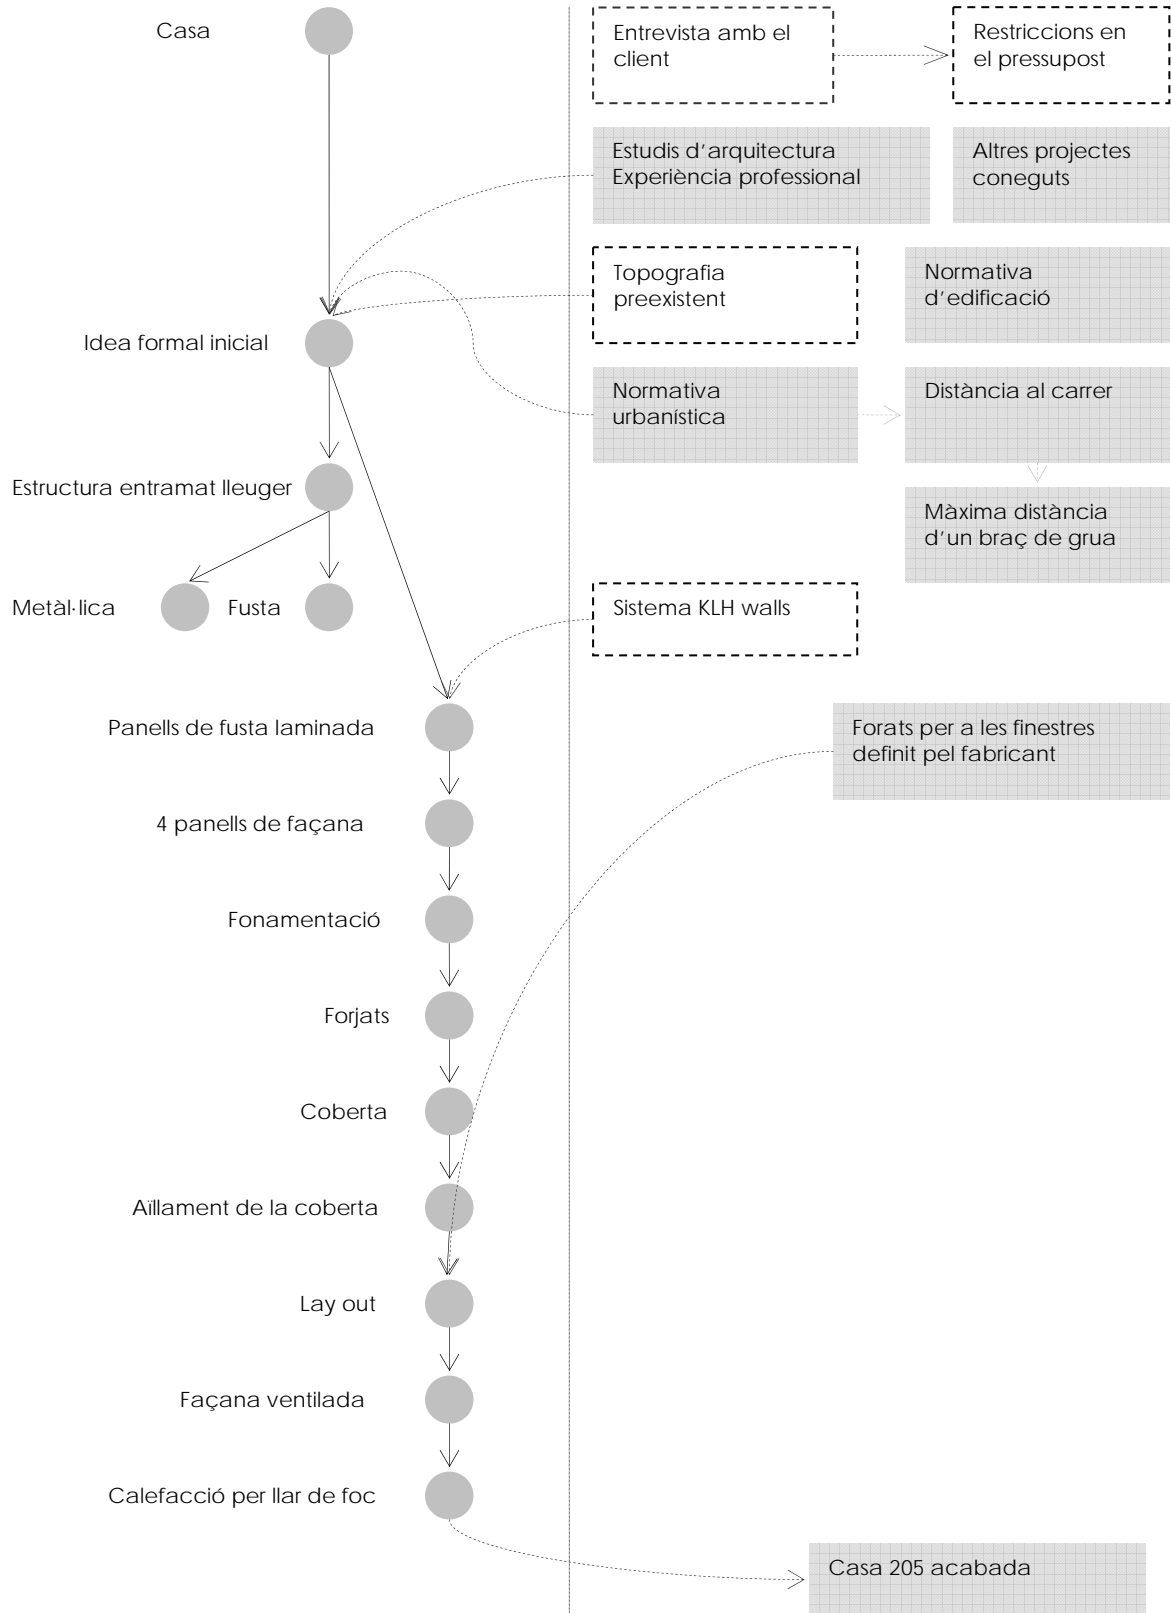 Casa
Entrevista amb el
client
Restriccions en
el pressupost
Estudis d'arquitectura
Experiència professional
Altres projectes
coneguts
Topografia
preexistent
Normativa
d'edificació
Idea formal inicial
Normativa
urbanística
Distància al carrer
Estructura entramat lleuger
Màxima distància
d'un braç de grua
Metàl·lica
Fusta
Sistema KLH walls
Panells de fusta laminada
Forats per a les finestres
definit pel fabricant
4 panells de façana
Fonamentació
Forjats
Coberta
Aïllament de la coberta
Lay out
Façana ventilada
Calefacció per llar de foc
Casa 205 acabada